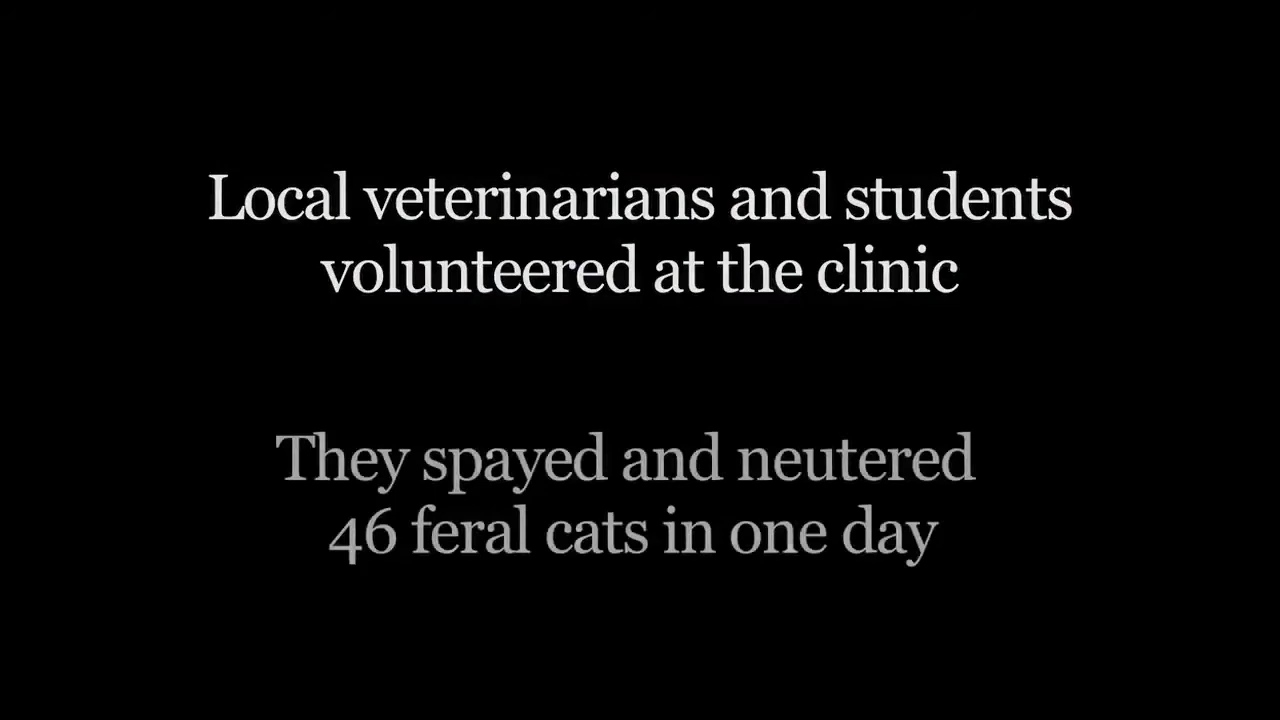 Local veterinarians and students
volunteered at the clinic
They spayed and neutered
46 feral cats in one day